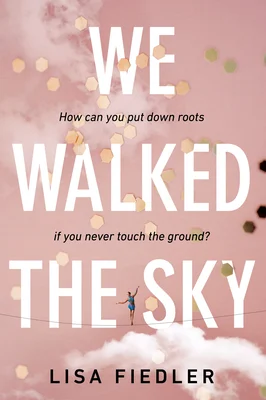 WE
How can you put down roots
WALKED
if you never touch the ground?
THE SKY
LISA FIEDLER